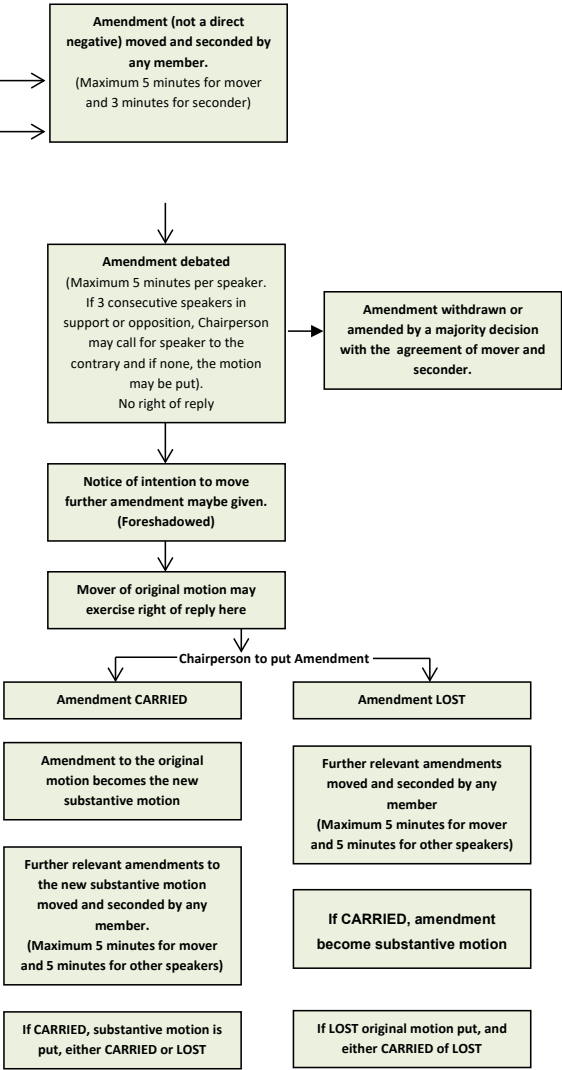 Amendment (not a direct
negative) moved and seconded by
any member.
(Maximum 5 minutes for mover
and 3 minutes for seconder)
Amendment debated
(Maximum 5 minutes per speaker.
If 3 consecutive speakers in
support or opposition, Chairperson
may call for speaker to the
contrary and if none, the motion
may be put).
No right of reply
Amendment withdrawn or
amended by a majority decision
with the agreement of mover and
seconder.
Notice of intention to move
further amendment maybe given.
(Foreshadowed)
Mover of original motion may
exercise right of reply here
Chairperson to put Amendment
Amendment CARRIED
Amendment to the original
motion becomes the new
substantive motion
Further relevant amendments to
the new substantive motion
moved and seconded by any
member.
(Maximum 5 minutes for mover
and 5 minutes for other speakers)
If CARRIED, substantive motion is
put, either CARRIED or LOST
Amendment LOST
Further relevant amendments
moved and seconded by any
member
(Maximum 5 minutes for mover
and 5 minutes for other speakers)
If CARRIED, amendment
become substantive motion
If LOST original motion put, and
either CARRIED of LOST